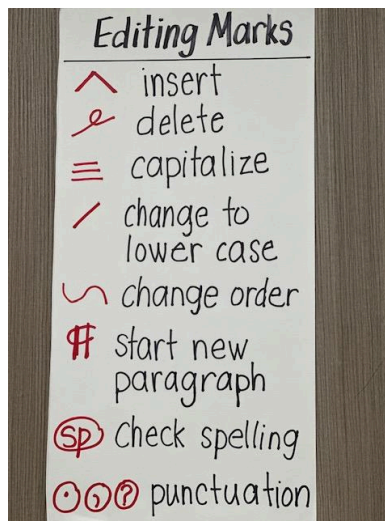 Editing Marks
^ insert
delete
≡ capitalize
/ change to
lower case
change order
¶ start new
paragraph
sp Check spelling
. , ? punctuation